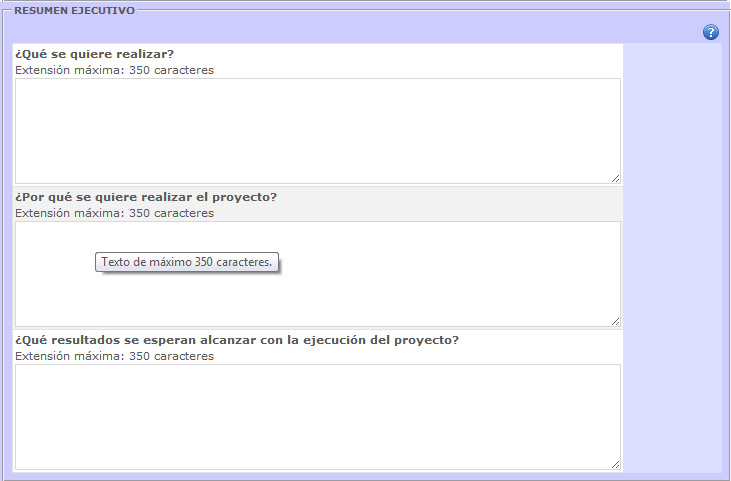 RESUMEN EJECUTIVO
?
¿Qué se quiere realizar?
Extensión máxima: 350 caracteres
¿Por qué se quiere realizar el proyecto?
Extensión máxima: 350 caracteres
Texto de máximo 350 caracteres.
¿Qué resultados se esperan alcanzar con la ejecución del proyecto?
Extensión máxima: 350 caracteres